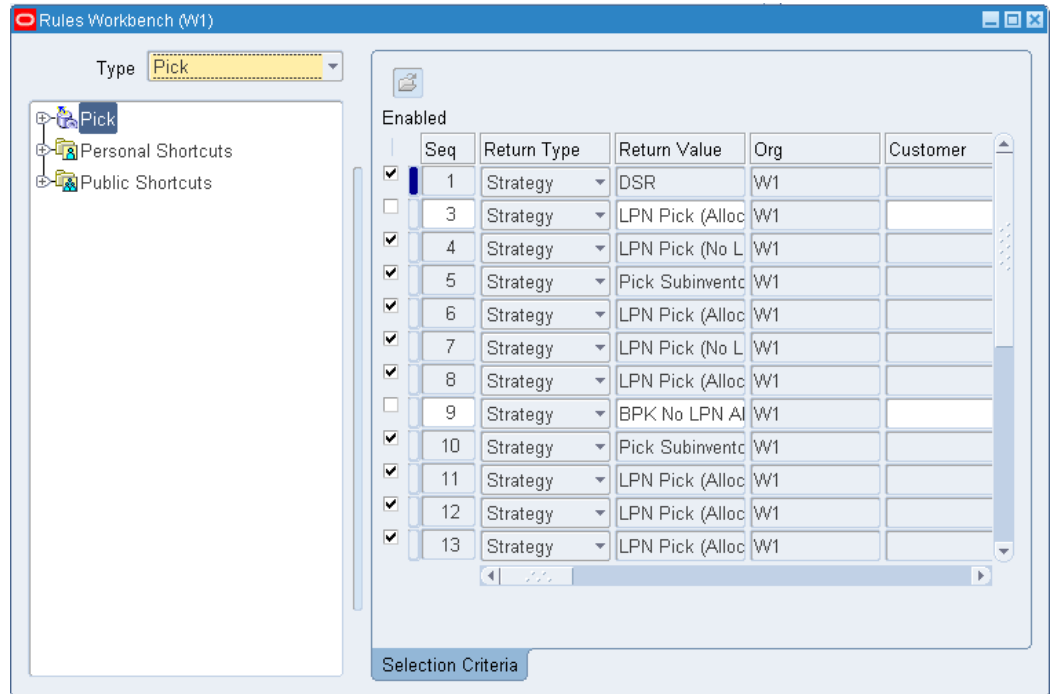 Rules Workbench (W1)
Type Pick
Pick
Personal Shortcuts
Public Shortcuts
Enabled
Seq Return Type Return Value Org Customer
1 Strategy DSR W1
3 Strategy LPN Pick (Alloc W1
4 Strategy LPN Pick (No L W1
5 Strategy Pick Subinvento W1
6 Strategy LPN Pick (Alloc W1
7 Strategy LPN Pick (No L W1
8 Strategy LPN Pick (Alloc W1
9 Strategy BPK No LPN Al W1
10 Strategy Pick Subinvento W1
11 Strategy LPN Pick (Alloc W1
12 Strategy LPN Pick (Alloc W1
13 Strategy LPN Pick (Alloc W1
Selection Criteria